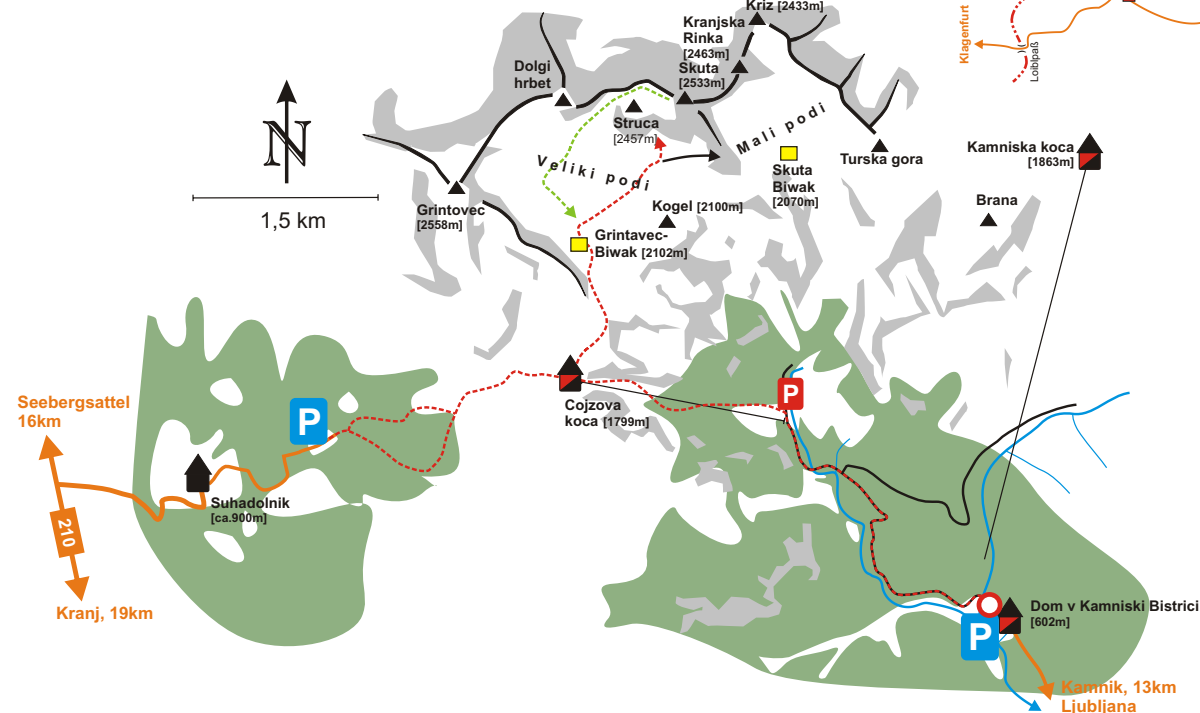 Kriz [2433m]
Kranjska
Rinka
[2463m]
Skuta
[2533m]
Dolgi
hrbet
Struca
[2457m]
Mali podi
Veliki podi
Turska gora
Skuta
Biwak
[2070m]
Klagenfurt
Loiblpaß
Kamniska koca
[1863m]
Brana
N
1,5 km
Grintovec
[2558m]
Kogel [2100m]
Grintavec-
Biwak [2102m]
Cojzova
koca [1799m]
P
P
Seebergsattel
16km
Suhadolnik
[ca.900m]
210
Kranj, 19km
Dom v Kamniski Bistrici
[602m]
P
Kamnik, 13km
Ljubljana